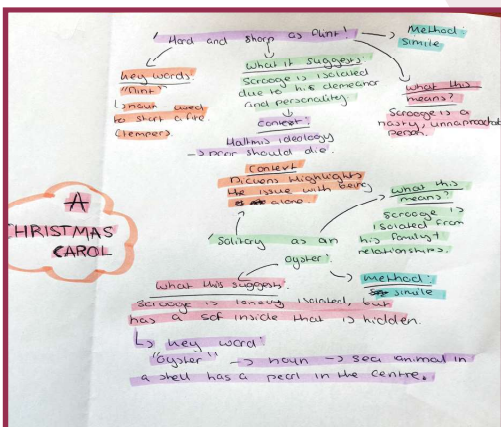 'Hard and sharp as flint'. -> Method:
simile
key words:
"flint"
↳ noun used
to start a fire.
(temper).
What it suggests:
Scrooge is isolated
due to his demeanor
and personality
context:
Malthus ideology
-> poor should die.
what this
means?
Scrooge is a
nasty, unnaproachable
person.
Context
Dickens Highlights
the issue with being
alone.
A
CHRISTMAS
CAROL
'Solitary as an
oyster'.
what this
means?
Scrooge is
isolated from
his family +
relationships.
Method:
simile
what this suggest.
Scrooge is lonely isolated, but
has a soft inside that is hidden.
↳ key word:
"oyster" -> noun -> sea animal in
a shell has a pearl in the centre.